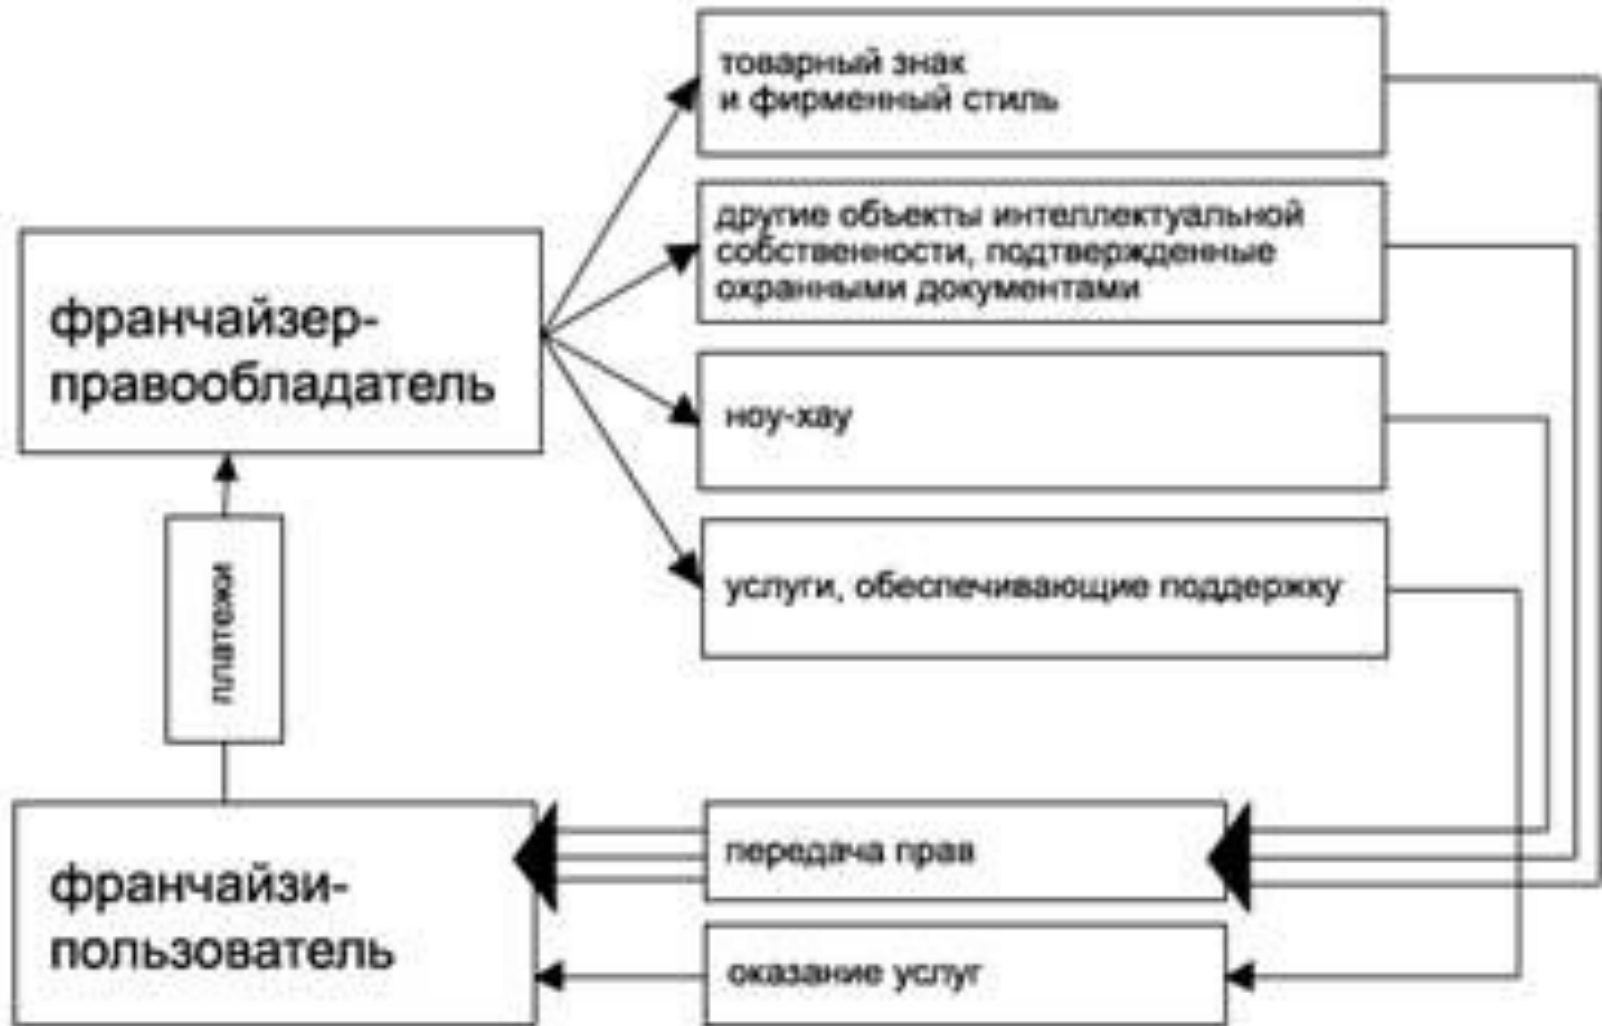 товарный знак
и фирменный стиль
другие объекты интеллектуальной
собственности, подтвержденные
охранными документами
франчайзер-
правообладатель
ноу-хау
услуги, обеспечивающие поддержку
платежи
франчайзи-
пользователь
передача прав
оказание услуг